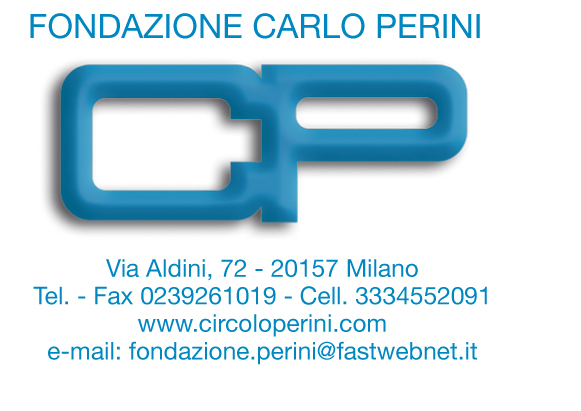 FONDAZIONE CARLO PERINI
CP
Via Aldini, 72 - 20157 Milano
Tel. - Fax 0239261019 - Cell. 3334552091
www.circoloperini.com
e-mail: fondazione.perini@fastwebnet.it